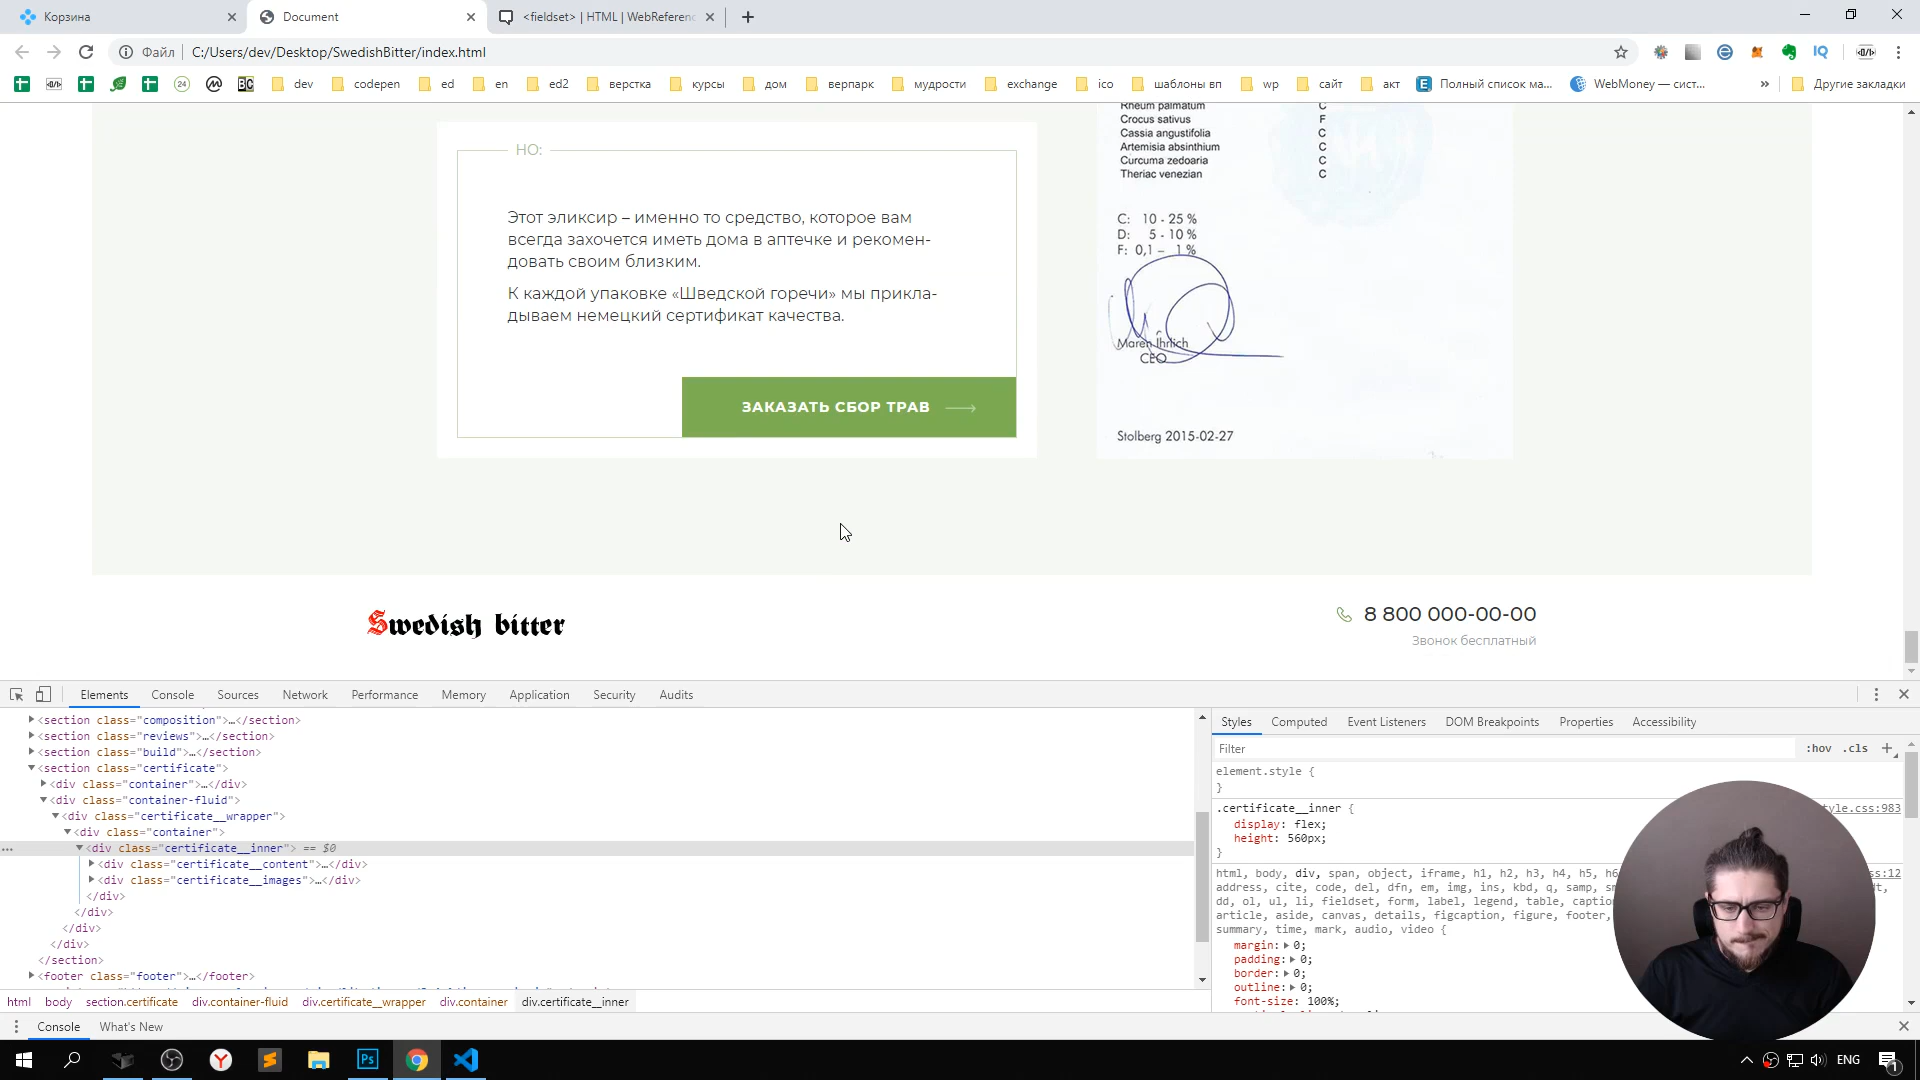 Корзина
Document
<fieldset> | HTML | WebReferenc
Файл
C:/Users/dev/Desktop/SwedishBitter/index.html
dev
codepen
ed
en
ed2
верстка
курсы
дом
верпарк
мудрости
exchange
ico
шаблоны вп
wp
сайт
акт
Полный список ма...
WebMoney — сист...
»
Другие закладки
Rheum palmatum C
Crocus sativus F
Cassia angustifolia C
Artemisia absinthium C
Curcuma zedoaria C
Theriac venezian C
C: 10 - 25 %
D: 5 - 10 %
F: 0,1 – 1 %
Maren Ihrlich
CEO
Stolberg 2015-02-27
НО:
Этот эликсир – именно то средство, которое вам
всегда захочется иметь дома в аптечке и рекомен-
довать своим близким.
К каждой упаковке «Шведской горечи» мы прикла-
дываем немецкий сертификат качества.
ЗАКАЗАТЬ СБОР ТРАВ
Swedish bitter
8 800 000-00-00
Звонок бесплатный
Elements Console Sources Network Performance Memory Application Security Audits
<section class="composition">…</section>
<section class="reviews">…</section>
<section class="build">…</section>
<section class="certificate">
<div class="container">…</div>
<div class="container-fluid">
<div class="certificate__wrapper">
<div class="container">
<div class="certificate__inner"> == $0
<div class="certificate__content">…</div>
<div class="certificate__images">…</div>
</div>
</div>
</div>
</div>
</section>
<footer class="footer">…</footer>
html body section.certificate div.container-fluid div.certificate__wrapper div.container div.certificate__inner
Styles Computed Event Listeners DOM Breakpoints Properties Accessibility
Filter
:hov .cls +
element.style {
}
.certificate__inner {
tyle.css:983
display: flex;
height: 560px;
}
html, body, div, span, object, iframe, h1, h2, h3, h4, h5, h6
ss:12
address, cite, code, del, dfn, em, img, ins, kbd, q, samp, sm
dt,
dd, ol, ul, li, fieldset, form, label, legend, table, caption
article, aside, canvas, details, figcaption, figure, footer,
summary, time, mark, audio, video {
margin: 0;
padding: 0;
border: 0;
outline: 0;
font-size: 100%;
Console What's New
ENG